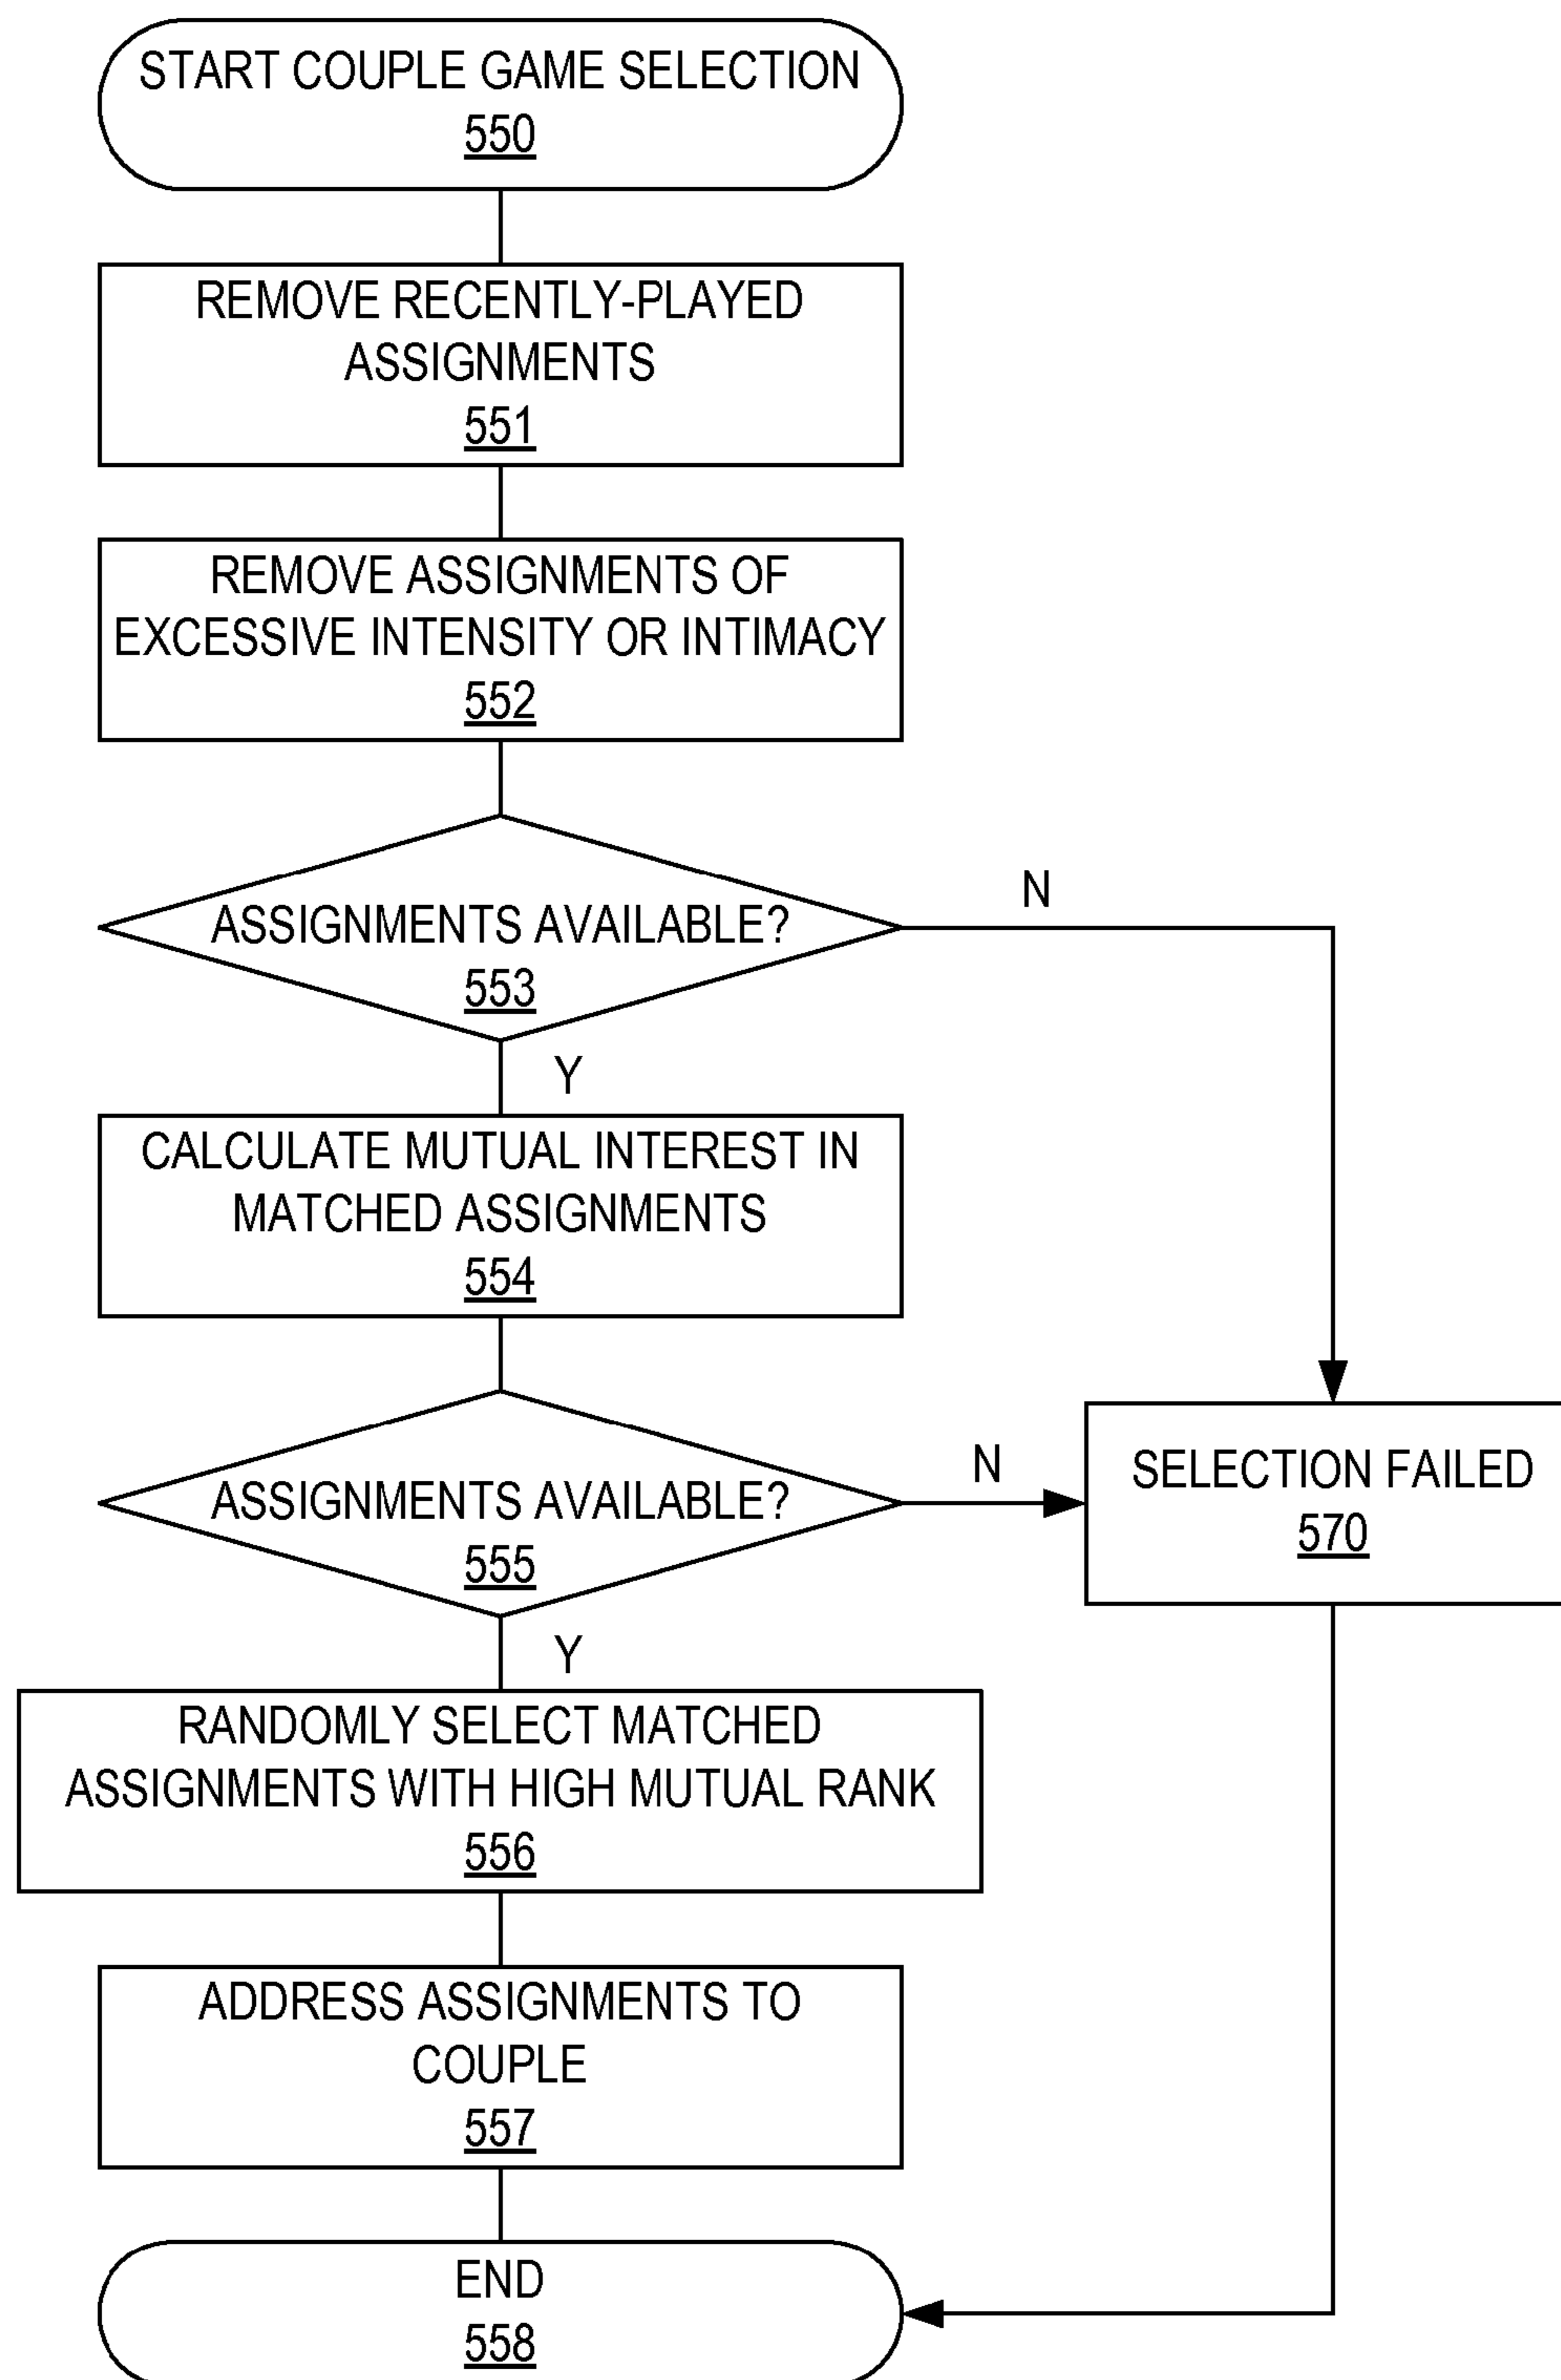 START COUPLE GAME SELECTION
550
REMOVE RECENTLY-PLAYED
ASSIGNMENTS
551
REMOVE ASSIGNMENTS OF
EXCESSIVE INTENSITY OR INTIMACY
552
ASSIGNMENTS AVAILABLE?
553
N
Y
CALCULATE MUTUAL INTEREST IN
MATCHED ASSIGNMENTS
554
ASSIGNMENTS AVAILABLE?
555
N
SELECTION FAILED
570
Y
RANDOMLY SELECT MATCHED
ASSIGNMENTS WITH HIGH MUTUAL RANK
556
ADDRESS ASSIGNMENTS TO
COUPLE
557
END
558